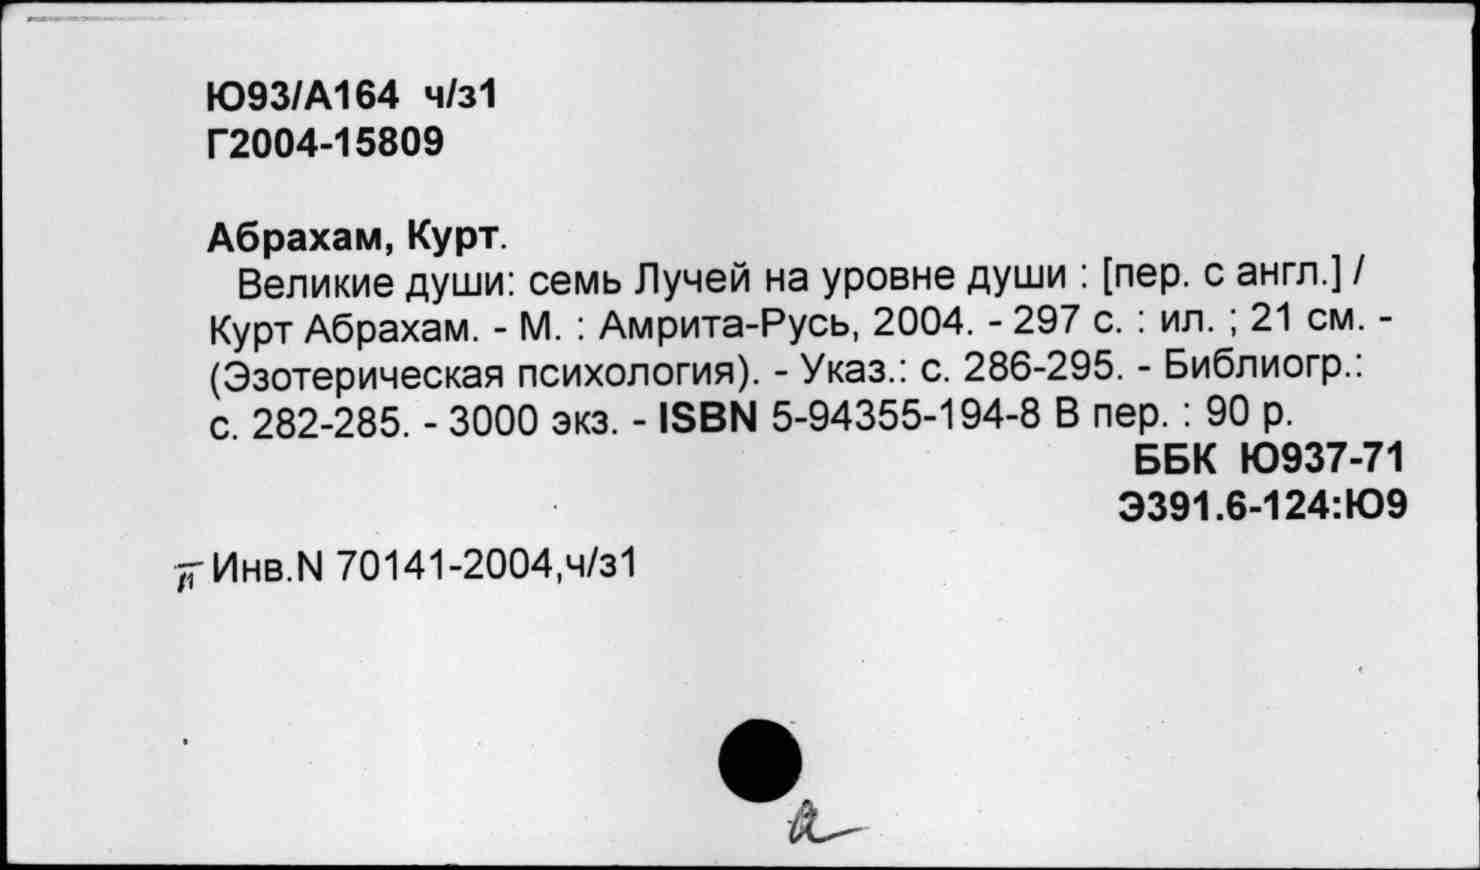 Ю93/А164 ч/з1
Г2004-15809
Абрахам, Курт.
Великие души: семь Лучей на уровне души : [пер. с англ.] /
Курт Абрахам. - М. : Амрита-Русь, 2004. - 297 с. : ил. ; 21 см. -
(Эзотерическая психология). - Указ.: с. 286-295. - Библиогр.:
с. 282-285. - 3000 экз. - ISBN 5-94355-194-8 В пер. : 90 р.
ББК Ю937-71
Э391.6-124:Ю9
Инв.N 70141-2004,ч/з1